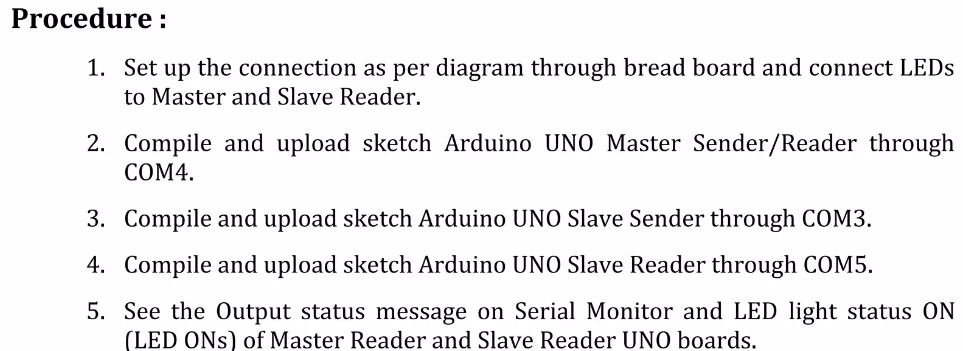 Procedure :
1. Set up the connection as per diagram through bread board and connect LEDs
to Master and Slave Reader.
2. Compile and upload sketch Arduino UNO Master Sender/Reader through
COM4.
3. Compile and upload sketch Arduino UNO Slave Sender through COM3.
4. Compile and upload sketch Arduino UNO Slave Reader through COM5.
5. See the Output status message on Serial Monitor and LED light status ON
(LED ONs) of Master Reader and Slave Reader UNO boards.